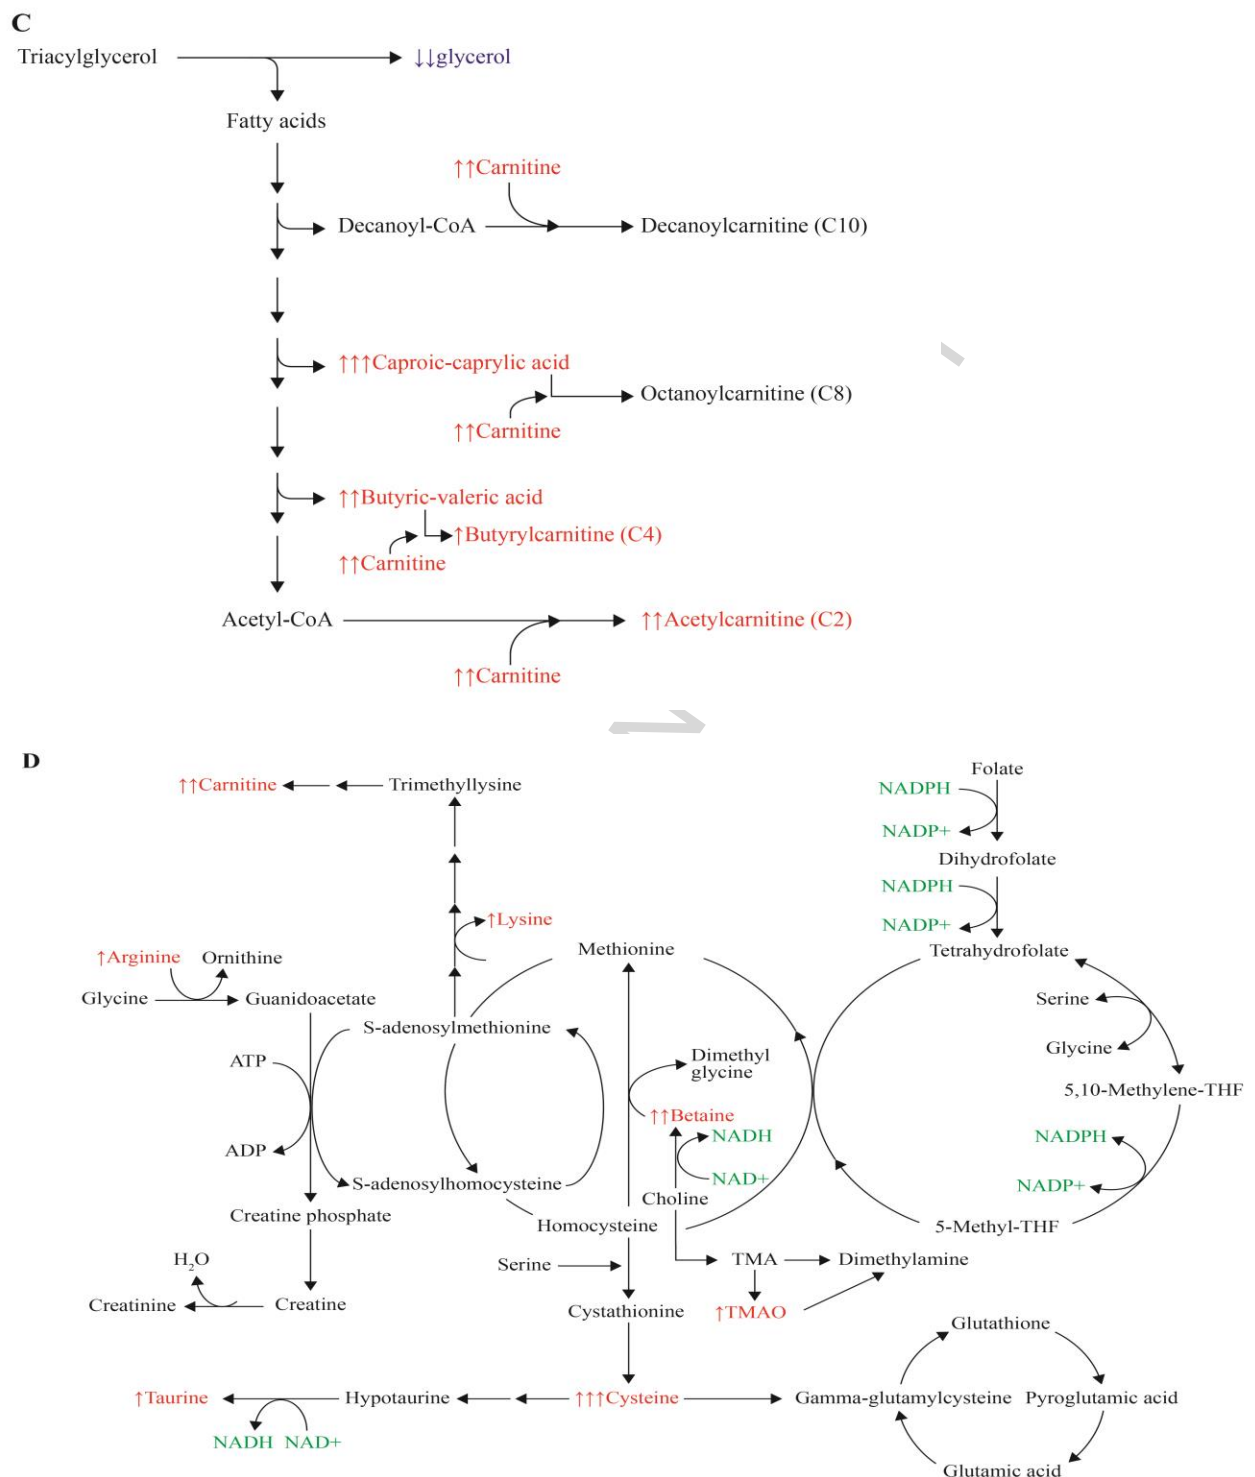 C
Triacylglycerol
↓↓glycerol
Fatty acids
↑↑Carnitine
Decanoyl-CoA
Decanoylcarnitine (C10)
↑↑↑Caproic-caprylic acid
Octanoylcarnitine (C8)
↑↑Carnitine
↑↑Butyric-valeric acid
↑Butyrylcarnitine (C4)
↑↑Carnitine
Acetyl-CoA
↑↑Acetylcarnitine (C2)
↑↑Carnitine
D
↑↑Carnitine
Trimethyllysine
Folate
NADPH
NADP+
Dihydrofolate
NADPH
NADP+
Tetrahydrofolate
↑Lysine
Methionine
↑Arginine
Ornithine
Glycine
Guanidoacetate
Serine
Glycine
S-adenosylmethionine
ATP
Dimethyl
glycine
5,10-Methylene-THF
↑↑Betaine
NADH
NADPH
ADP
NAD+
NADP+
S-adenosylhomocysteine
Choline
Creatine phosphate
Homocysteine
5-Methyl-THF
H₂O
Serine
TMA
Dimethylamine
Creatinine
Creatine
Cystathionine
↑TMAO
Glutathione
↑Taurine
Hypotaurine
↑↑↑Cysteine
Gamma-glutamylcysteine
Pyroglutamic acid
NADH
NAD+
Glutamic acid